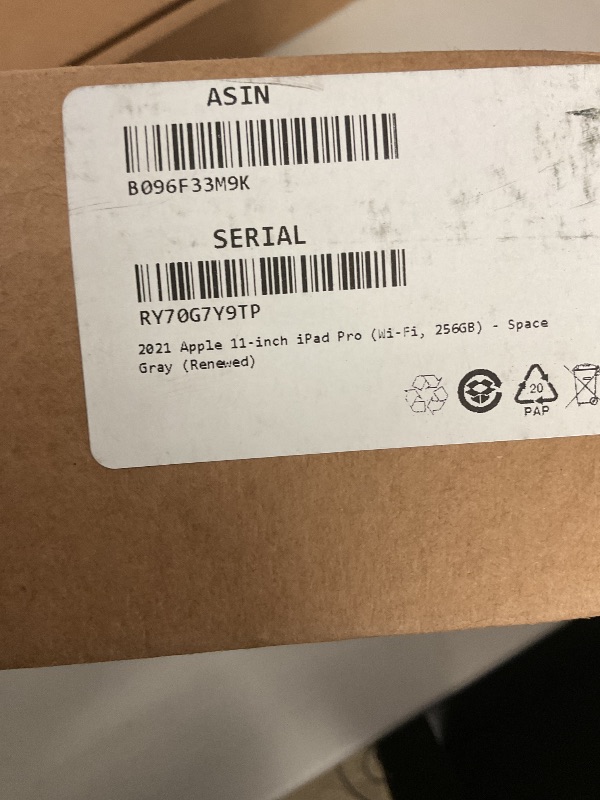 ASIN
B096F33M9K
SERIAL
RY70G7Y9TP
2021 Apple 11-inch iPad Pro (Wi-Fi, 256GB) - Space
Gray (Renewed)
20
PAP